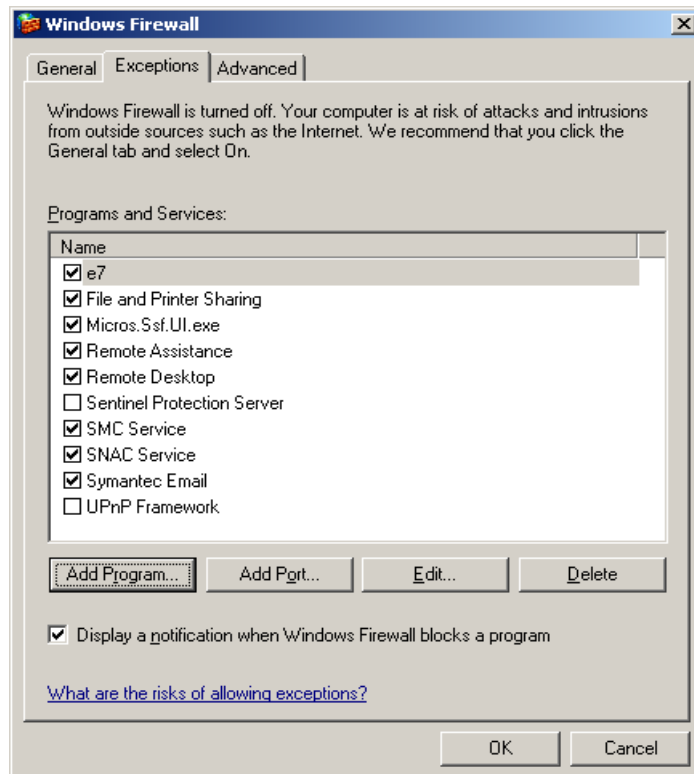 Windows Firewall
General Exceptions Advanced
Windows Firewall is turned off. Your computer is at risk of attacks and intrusions
from outside sources such as the Internet. We recommend that you click the
General tab and select On.
Programs and Services:
Name
e7
File and Printer Sharing
Micros.Ssf.UI.exe
Remote Assistance
Remote Desktop
Sentinel Protection Server
SMC Service
SNAC Service
Symantec Email
UPnP Framework
Add Program... Add Port... Edit... Delete
Display a notification when Windows Firewall blocks a program
What are the risks of allowing exceptions?
OK Cancel